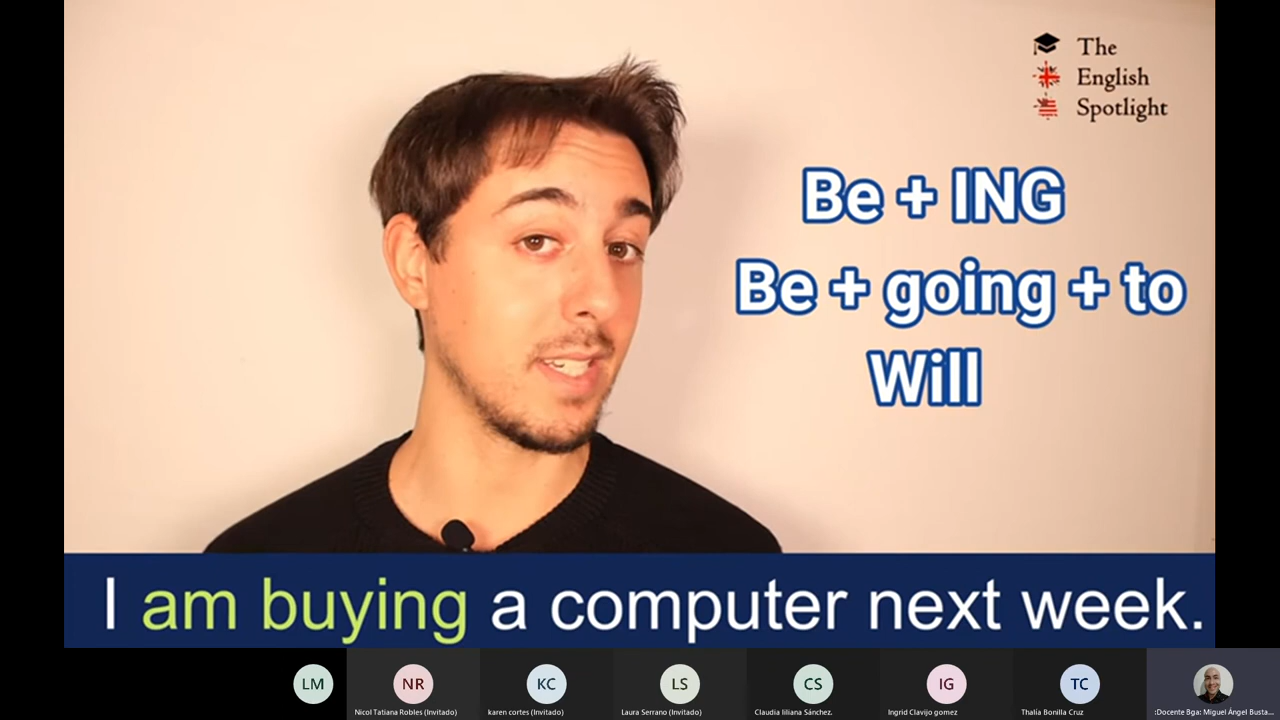 The
English
Spotlight
Be + ING
Be + going + to
Will
I am buying a computer next week.
LM
NR
KC
LS
CS
IG
TC
Nicol Tatiana Robles (Invitado)
karen cortes (Invitado)
Laura Serrano (Invitado)
Claudia liliana Sánchez.
Ingrid Clavijo gomez
Thalía Bonilla Cruz
:Docente Bga: Miguel Ángel Busta...